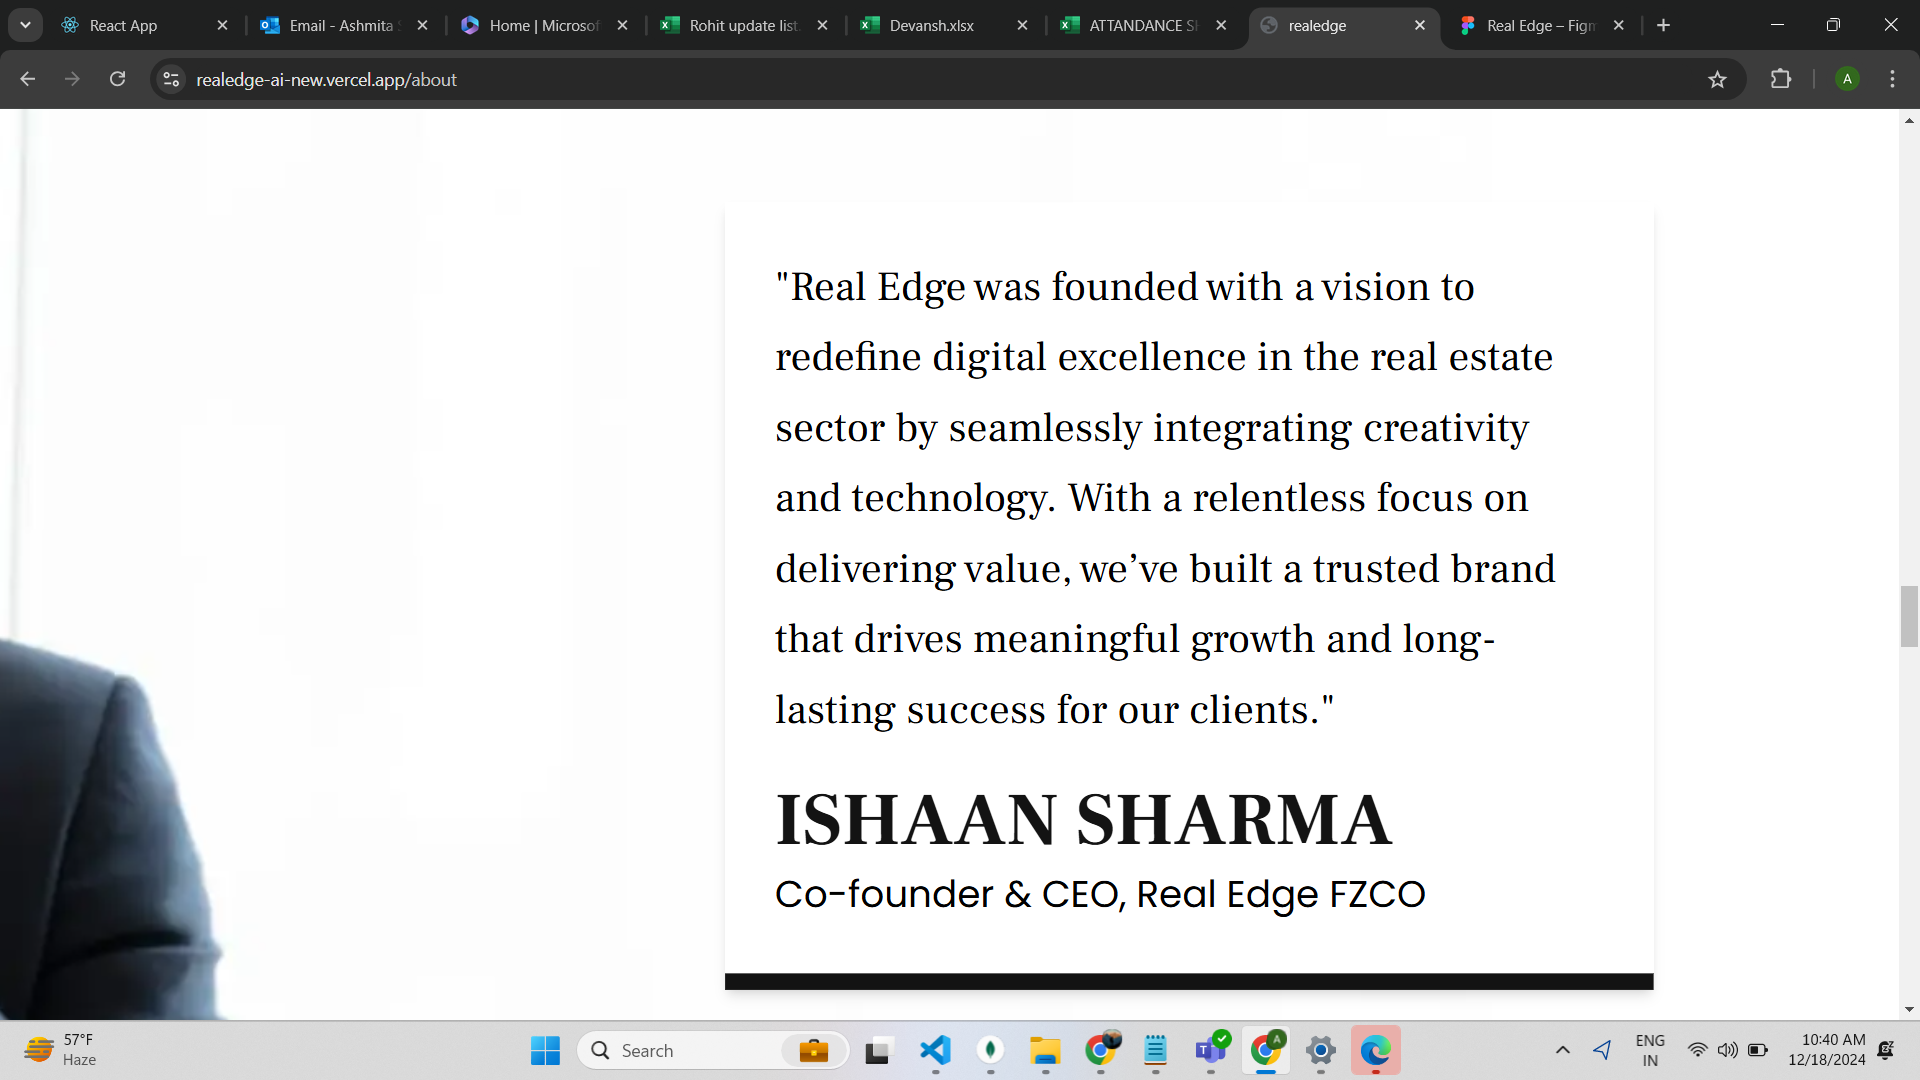 React App
Email - Ashmita
Home | Microsof
Rohit update list.
Devansh.xlsx
ATTANDANCE SH
realedge
Real Edge – Figm
realedge-ai-new.vercel.app/about
A
"Real Edge was founded with a vision to
redefine digital excellence in the real estate
sector by seamlessly integrating creativity
and technology. With a relentless focus on
delivering value, we’ve built a trusted brand
that drives meaningful growth and long-
lasting success for our clients."
ISHAAN SHARMA
Co-founder & CEO, Real Edge FZCO
57°F
Haze
Search
ENG
IN
10:40 AM
12/18/2024